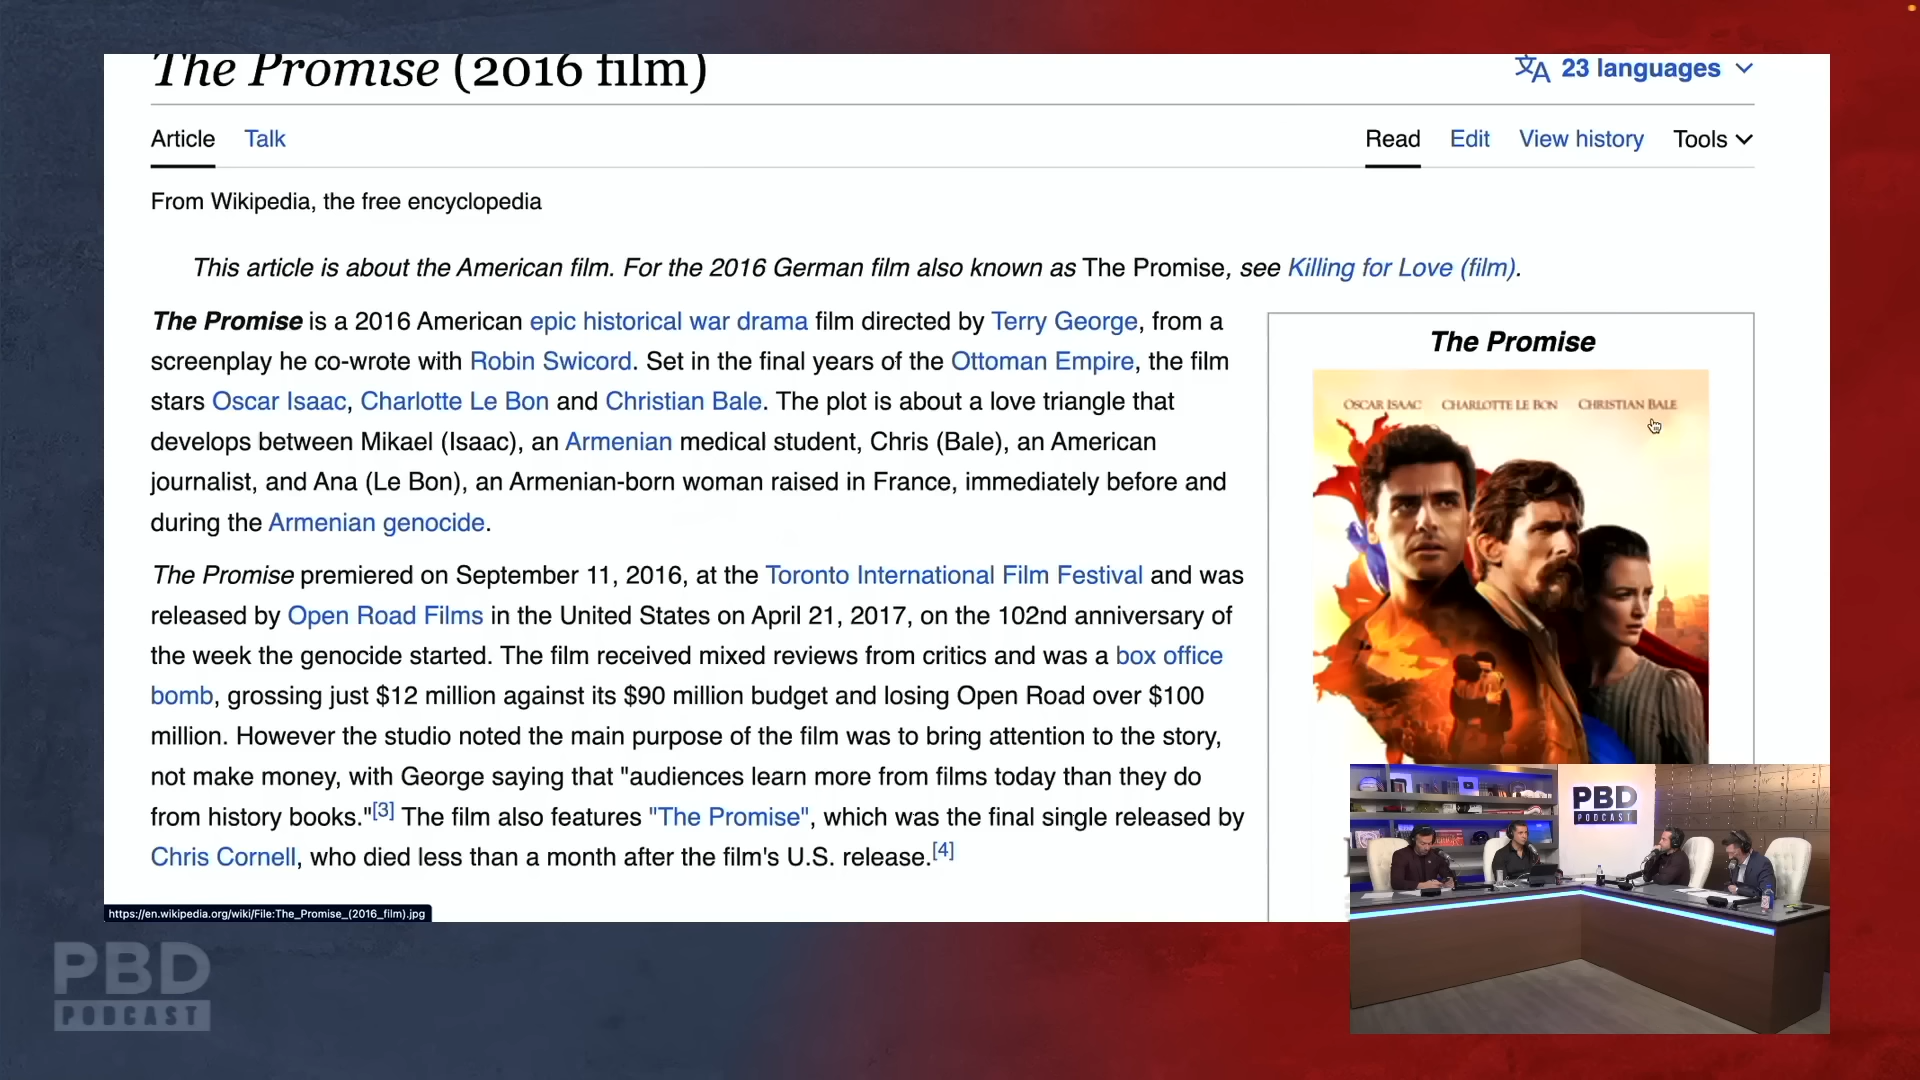 The Promise (2016 film)
23 languages
Article Talk
Read Edit View history Tools
From Wikipedia, the free encyclopedia
This article is about the American film. For the 2016 German film also known as The Promise, see Killing for Love (film).
The Promise is a 2016 American epic historical war drama film directed by Terry George, from a
screenplay he co-wrote with Robin Swicord. Set in the final years of the Ottoman Empire, the film
stars Oscar Isaac, Charlotte Le Bon and Christian Bale. The plot is about a love triangle that
develops between Mikael (Isaac), an Armenian medical student, Chris (Bale), an American
journalist, and Ana (Le Bon), an Armenian-born woman raised in France, immediately before and
during the Armenian genocide.
The Promise premiered on September 11, 2016, at the Toronto International Film Festival and was
released by Open Road Films in the United States on April 21, 2017, on the 102nd anniversary of
the week the genocide started. The film received mixed reviews from critics and was a box office
bomb, grossing just $12 million against its $90 million budget and losing Open Road over $100
million. However the studio noted the main purpose of the film was to bring attention to the story,
not make money, with George saying that "audiences learn more from films today than they do
from history books."[3] The film also features "The Promise", which was the final single released by
Chris Cornell, who died less than a month after the film's U.S. release.[4]
The Promise
OSCAR ISAAC CHARLOTTE LE BON CHRISTIAN BALE
PBD
PODCAST
https://en.wikipedia.org/wiki/File:The_Promise_(2016_film).jpg
PBD
PODCAST